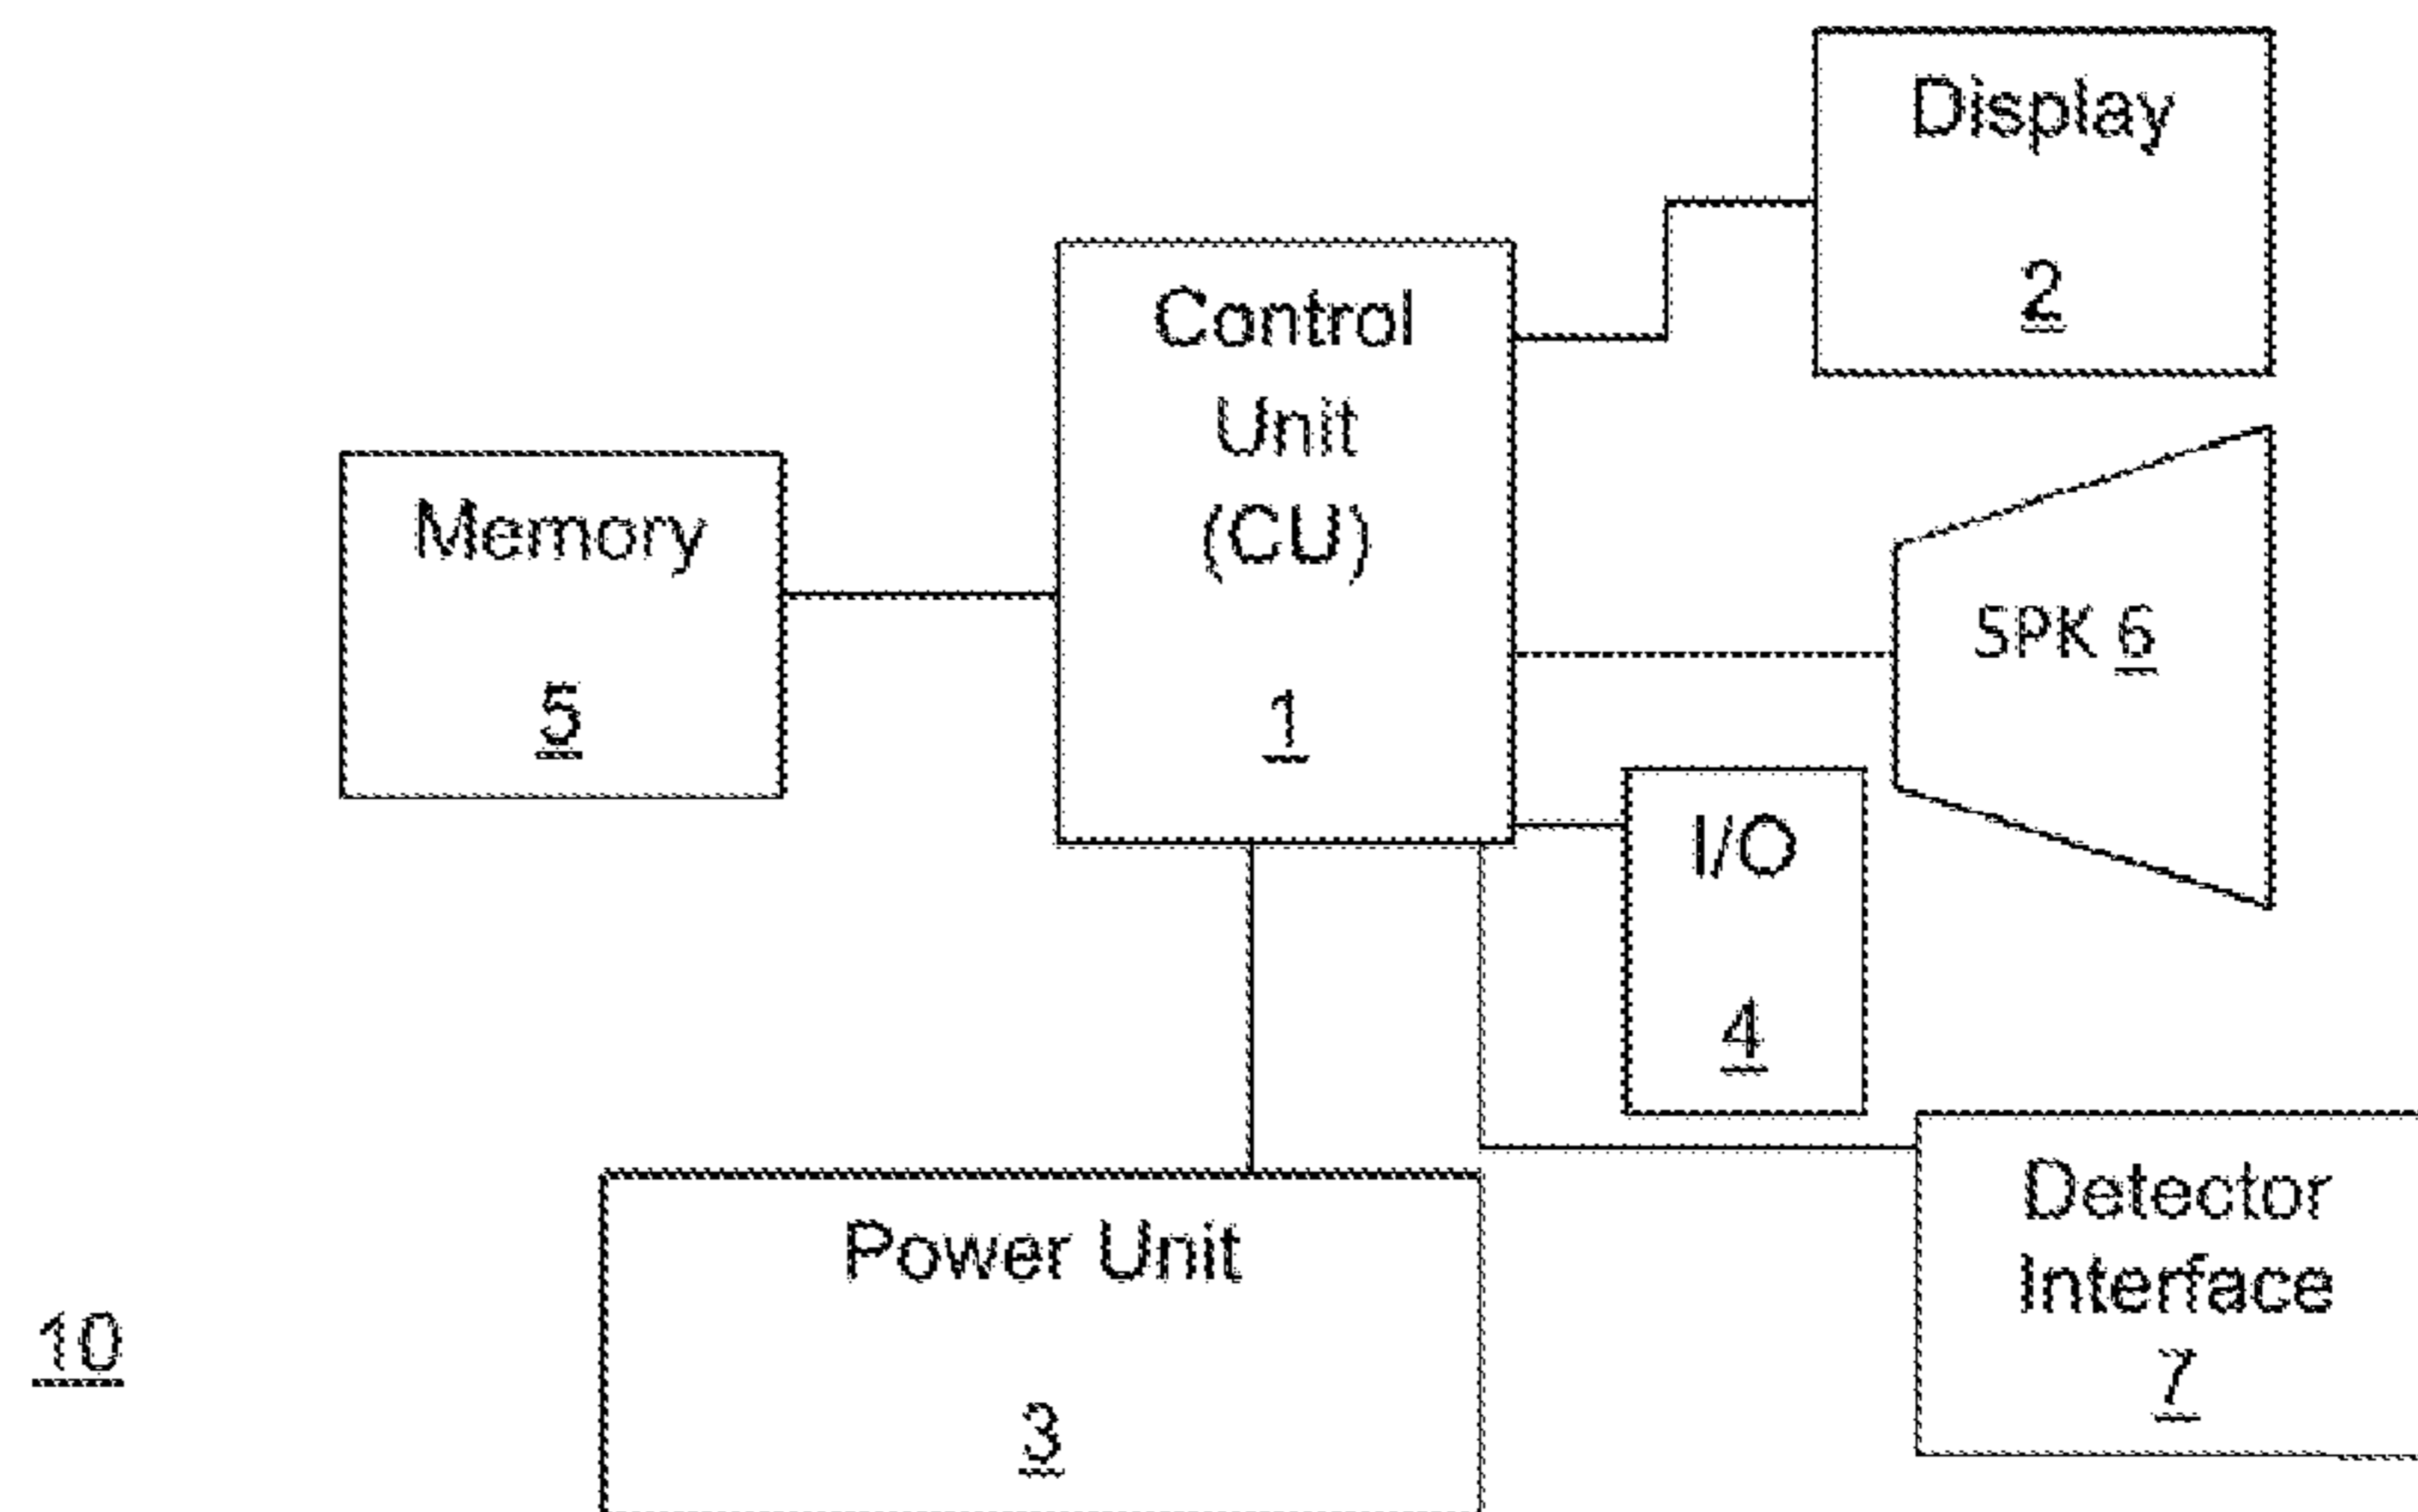 Display
2
Control
Unit
(CU)
1
Memory
5
SPK 6
I/O
4
Power Unit
3
Detector
Interface
7
10